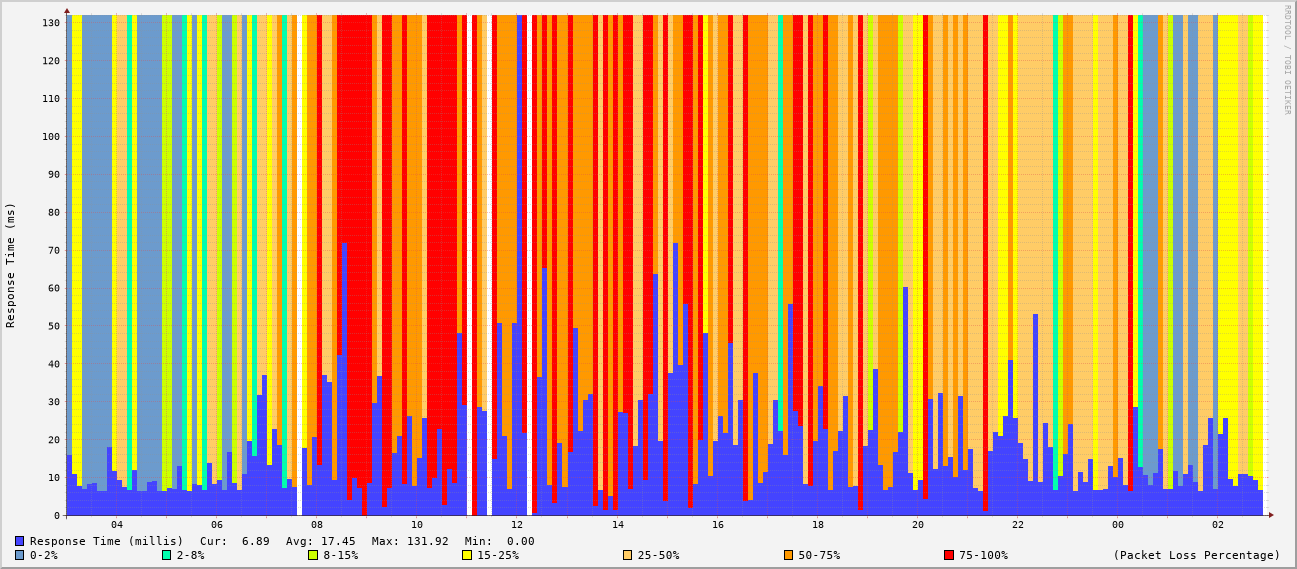 RRDTOOL / TOBI OETIKER
Response Time (ms)
130
120
110
100
90
80
70
60
50
40
30
20
10
0
04 06 08 10 12 14 16 18 20 22 00 02
Response Time (millis) Cur: 6.89 Avg: 17.45 Max: 131.92 Min: 0.00
0-2% 2-8% 8-15% 15-25% 25-50% 50-75% 75-100% (Packet Loss Percentage)